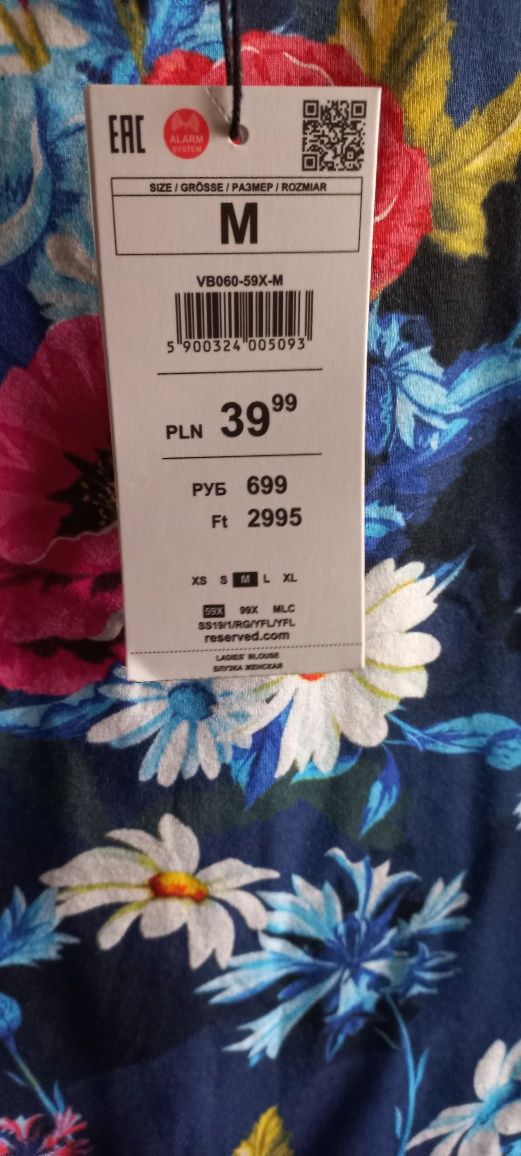 EAC
ALARM
SYSTEM
SIZE / GRÖSSE / РАЗМЕР / ROZMIAR
M
VB060-59X-M
5 900324 005093
PLN 39 99
РУБ 699
Ft 2995
XS S M L XL
59X 99X MLC
SS19/1/RG/YFL/YFL
reserved.com
LADIES' BLOUSE
БЛУЗКА ЖЕНСКАЯ